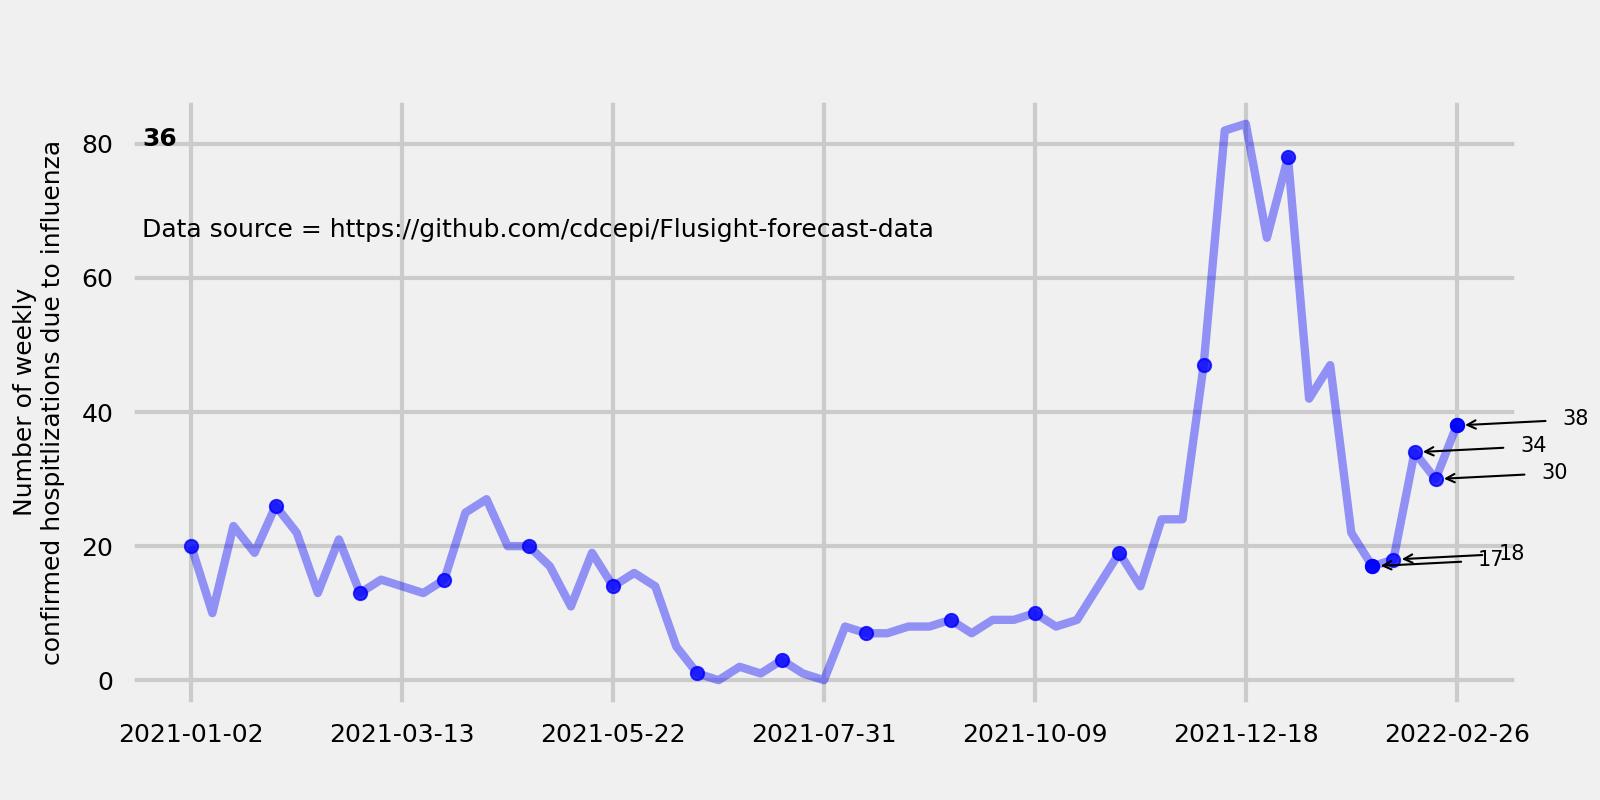 36
Data source = https://github.com/cdcepi/Flusight-forecast-data
Number of weekly
confirmed hospitlizations due to influenza
80
60
40
20
0
38
34
30
18
17
2021-01-02 2021-03-13 2021-05-22 2021-07-31 2021-10-09 2021-12-18 2022-02-26